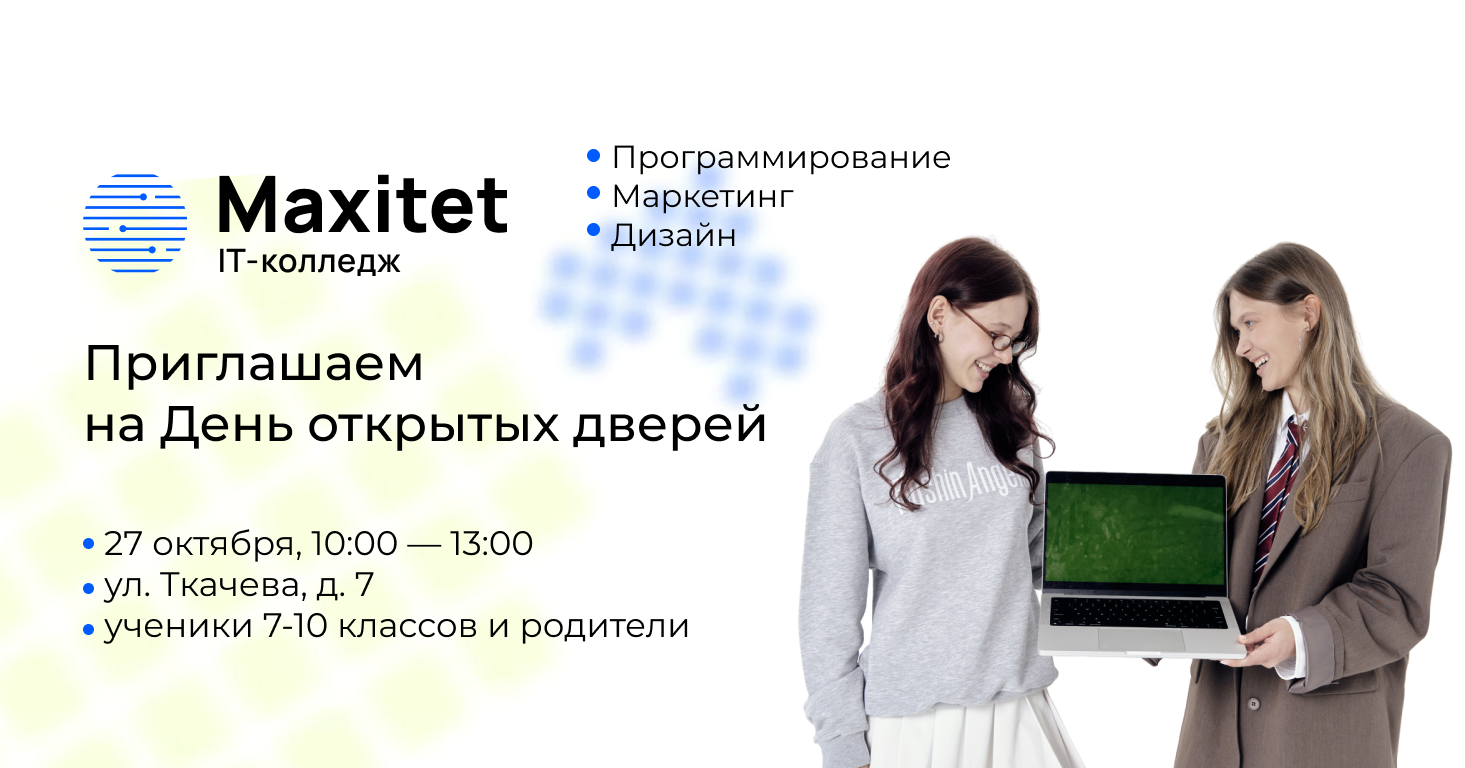 Maxitet
IT-колледж
Программирование
Маркетинг
Дизайн
Приглашаем
на День открытых дверей
27 октября, 10:00 — 13:00
ул. Ткачева, д. 7
ученики 7-10 классов и родители